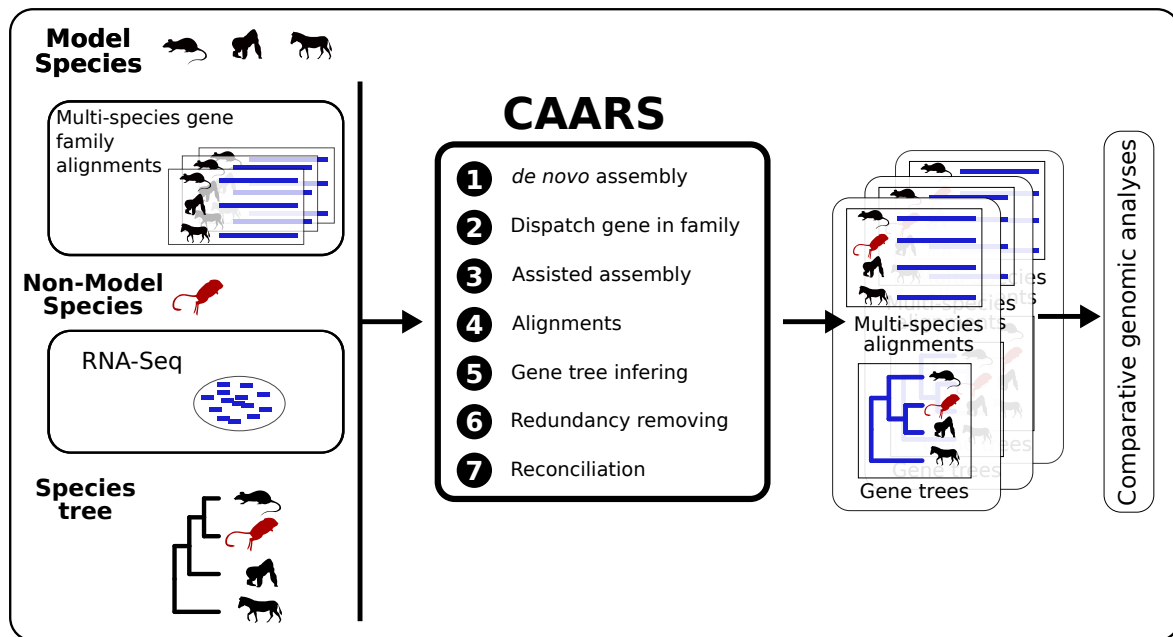 Model
Species
Multi-species gene
family
alignments
Non-Model
Species
RNA-Seq
Species
tree
CAARS
1 de novo assembly
2 Dispatch gene in family
3 Assisted assembly
4 Alignments
5 Gene tree infering
6 Redundancy removing
7 Reconciliation
Multi-species
alignments
Gene trees
Comparative genomic analyses